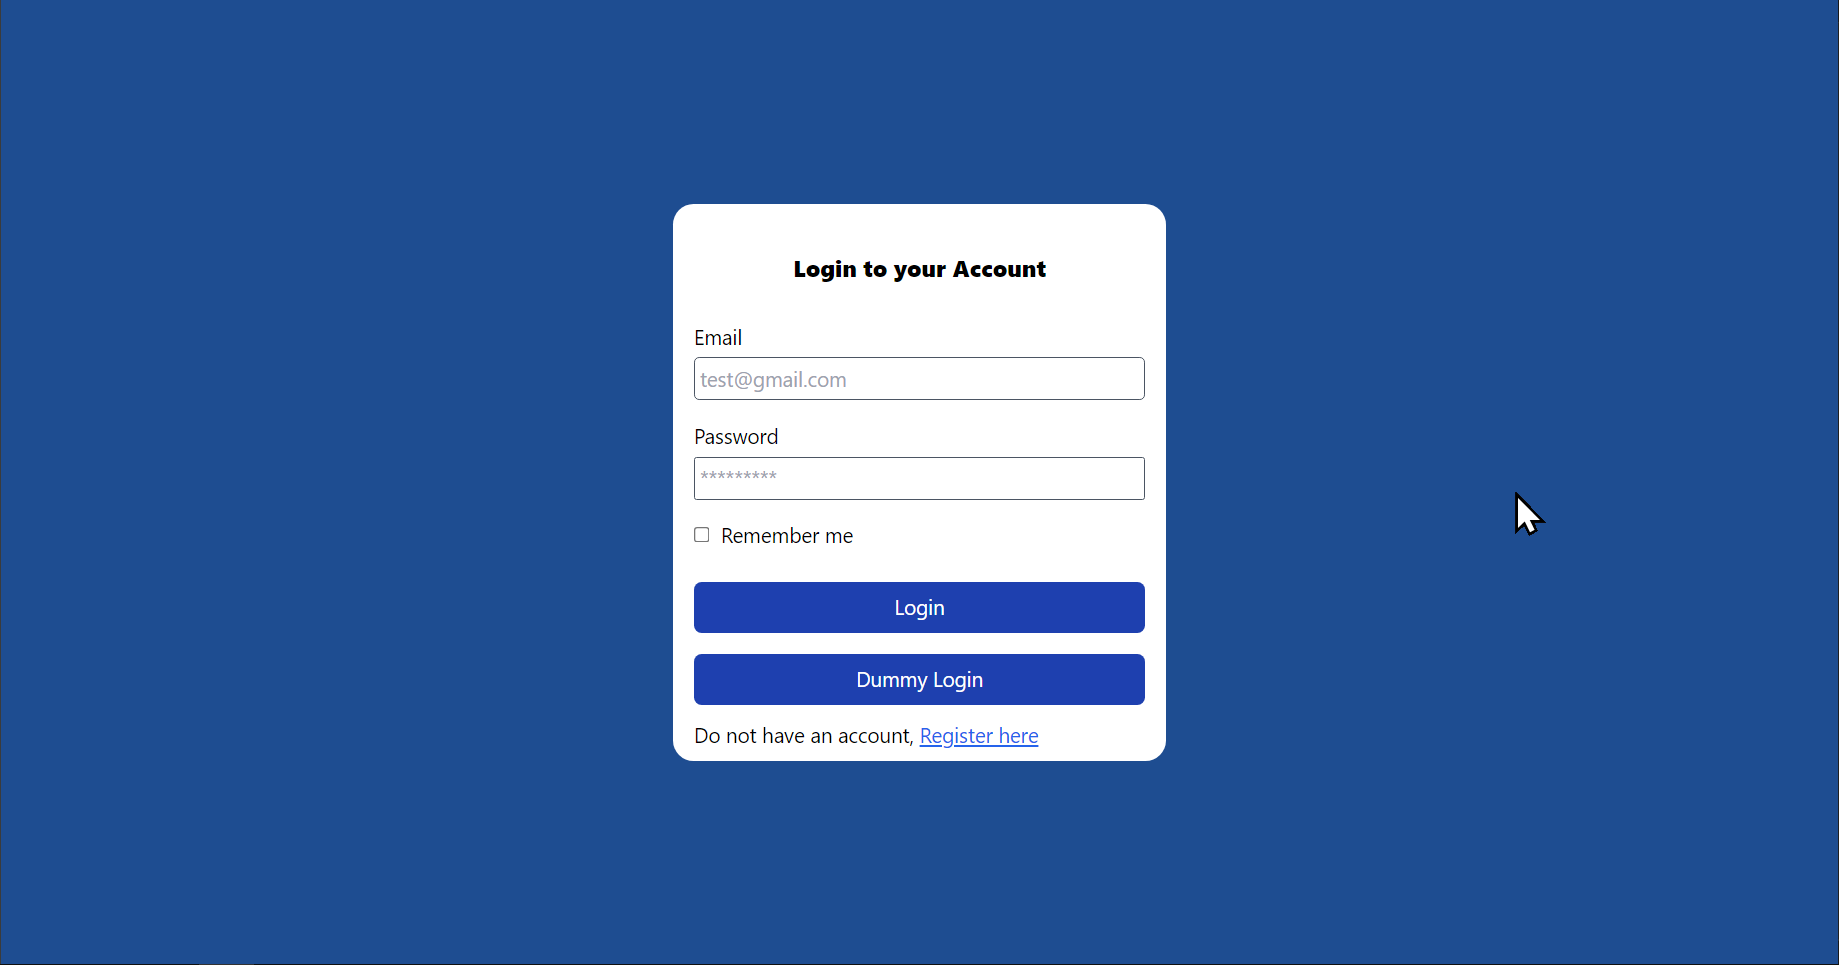 Login to your Account
Email
test@gmail.com
Password
*********
Remember me
Login
Dummy Login
Do not have an account, Register here